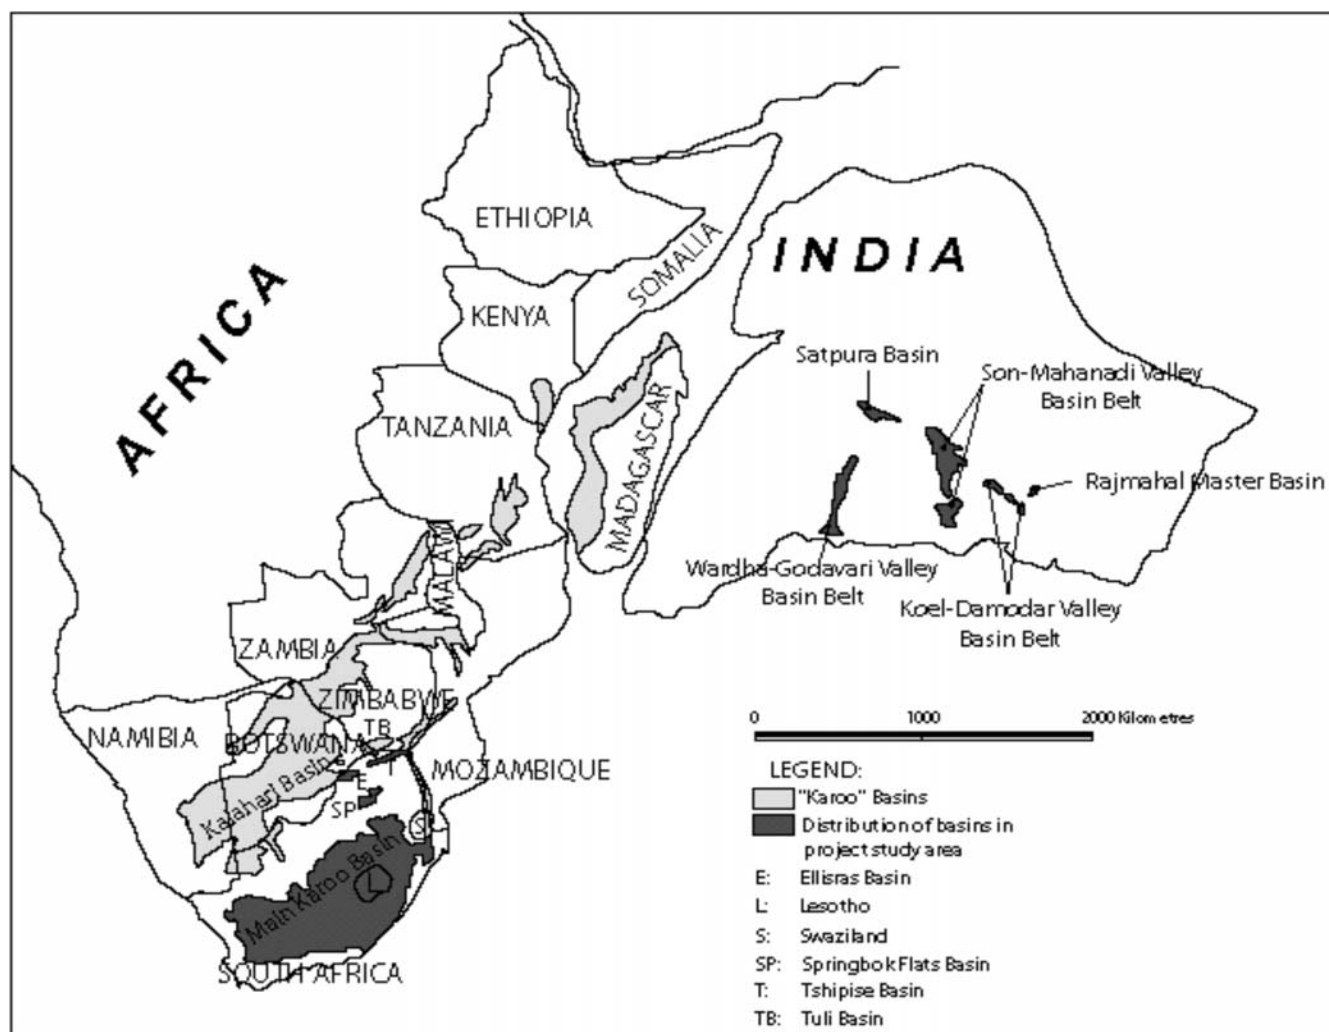 AFRICA
ETHIOPIA
SOMALIA
INDIA
KENYA
Satpura Basin
Son-Mahanadi Valley
Basin Belt
TANZANIA
MADAGASCAR
Rajmahal Master Basin
MALAWI
Wardha-Godavari Valley
Basin Belt
Koel-Damodar Valley
Basin Belt
ZAMBIA
ZIMBABWE
NAMIBIA
BOTSWANA
TB
T
MOZAMBIQUE
Kalahari Basin
E
SP
S
Main Karoo Basin
L
SOUTH AFRICA
0 1000 2000 Kilometres
LEGEND:
"Karoo" Basins
Distribution of basins in
project study area
E: Ellisras Basin
L: Lesotho
S: Swaziland
SP: Springbok Flats Basin
T: Tshipise Basin
TB: Tuli Basin